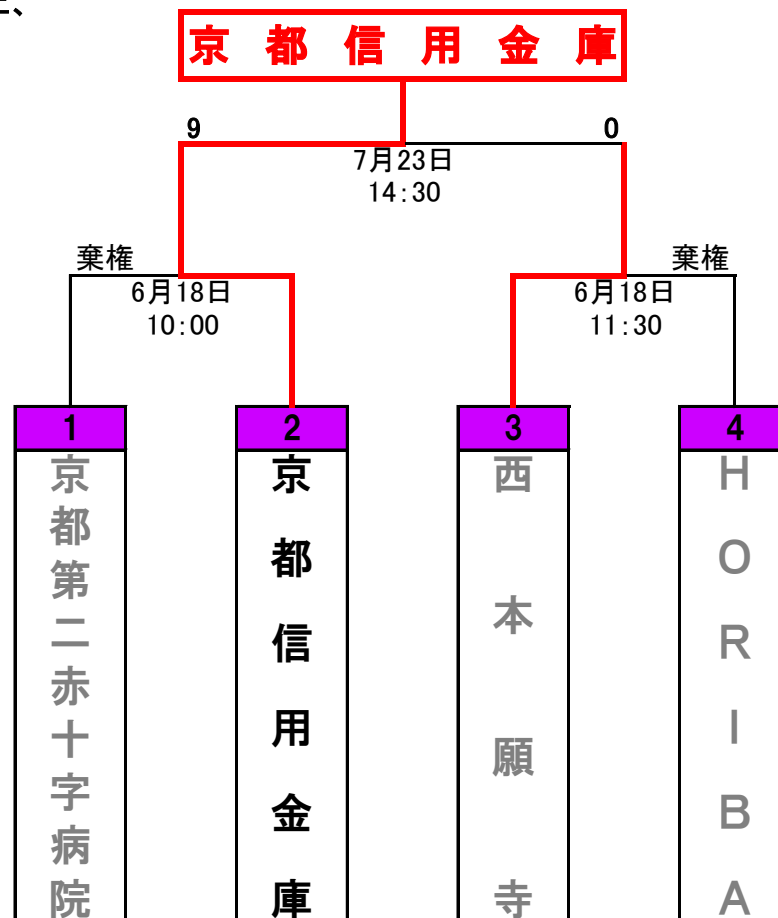 京都信用金庫
9
0
7月23日
14:30
棄権
棄権
6月18日
10:00
6月18日
11:30
1
2
3
4
京都第二赤十字病院
京都信用金庫
西本願寺
HORIBA